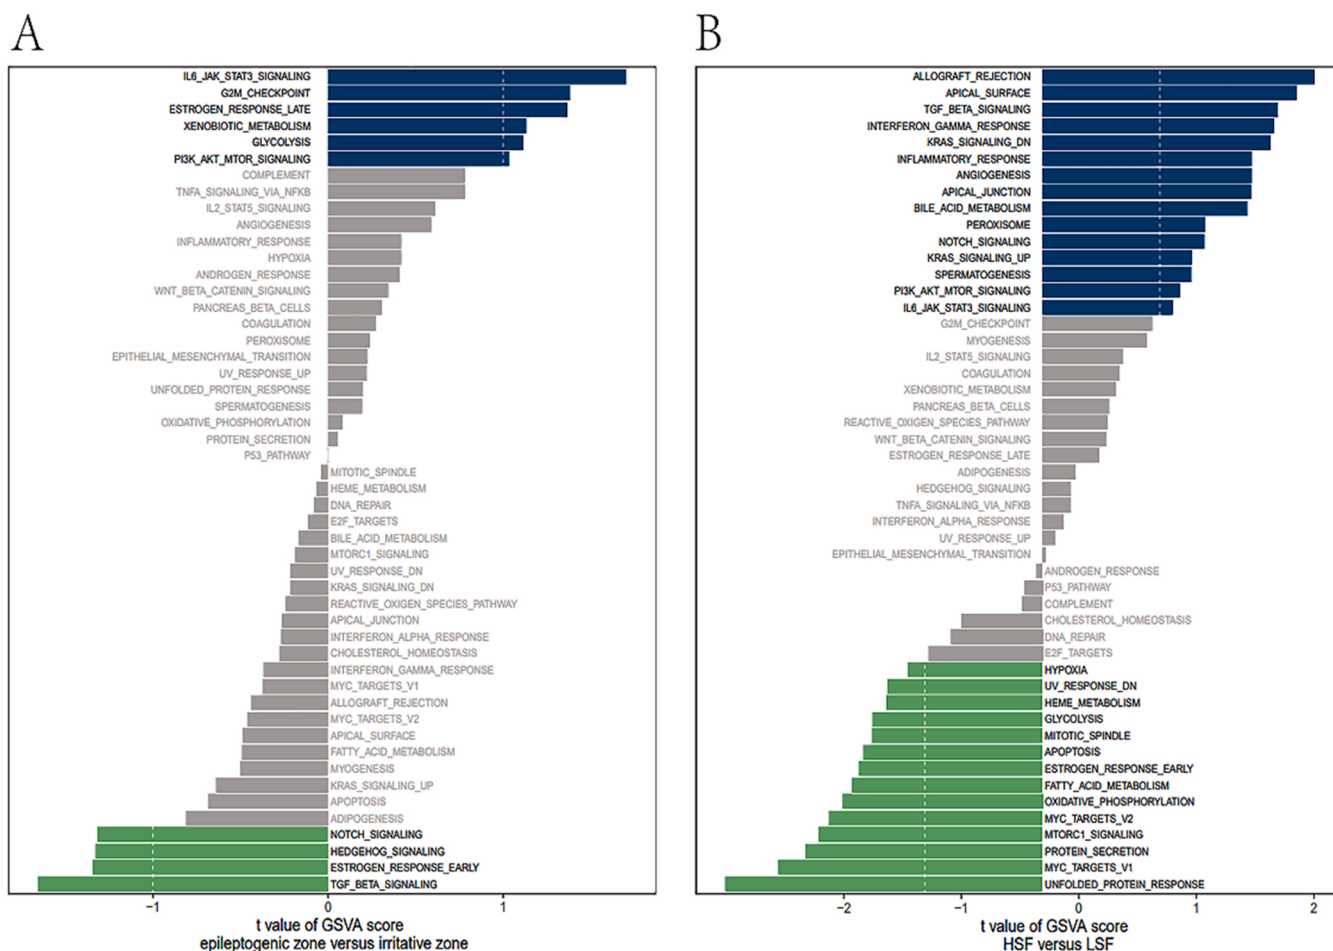 A
IL6_JAK_STAT3_SIGNALING
G2M_CHECKPOINT
ESTROGEN_RESPONSE_LATE
XENOBIOTIC_METABOLISM
GLYCOLYSIS
PI3K_AKT_MTOR_SIGNALING
COMPLEMENT
TNFA_SIGNALING_VIA_NFKB
IL2_STAT5_SIGNALING
ANGIOGENESIS
INFLAMMATORY_RESPONSE
HYPOXIA
ANDROGEN_RESPONSE
WNT_BETA_CATENIN_SIGNALING
PANCREAS_BETA_CELLS
COAGULATION
PEROXISOME
EPITHELIAL_MESENCHYMAL_TRANSITION
UV_RESPONSE_UP
UNFOLDED_PROTEIN_RESPONSE
SPERMATOGENESIS
OXIDATIVE_PHOSPHORYLATION
PROTEIN_SECRETION
P53_PATHWAY
MITOTIC_SPINDLE
HEME_METABOLISM
DNA_REPAIR
E2F_TARGETS
BILE_ACID_METABOLISM
MTORC1_SIGNALING
UV_RESPONSE_DN
KRAS_SIGNALING_DN
REACTIVE_OXIGEN_SPECIES_PATHWAY
APICAL_JUNCTION
INTERFERON_ALPHA_RESPONSE
CHOLESTEROL_HOMEOSTASIS
INTERFERON_GAMMA_RESPONSE
MYC_TARGETS_V1
ALLOGRAFT_REJECTION
MYC_TARGETS_V2
APICAL_SURFACE
FATTY_ACID_METABOLISM
MYOGENESIS
KRAS_SIGNALING_UP
APOPTOSIS
ADIPOGENESIS
NOTCH_SIGNALING
HEDGEHOG_SIGNALING
ESTROGEN_RESPONSE_EARLY
TGF_BETA_SIGNALING
−1 0 1
t value of GSVA score
epileptogenic zone versus irritative zone
B
ALLOGRAFT_REJECTION
APICAL_SURFACE
TGF_BETA_SIGNALING
INTERFERON_GAMMA_RESPONSE
KRAS_SIGNALING_DN
INFLAMMATORY_RESPONSE
ANGIOGENESIS
APICAL_JUNCTION
BILE_ACID_METABOLISM
PEROXISOME
NOTCH_SIGNALING
KRAS_SIGNALING_UP
SPERMATOGENESIS
PI3K_AKT_MTOR_SIGNALING
IL6_JAK_STAT3_SIGNALING
G2M_CHECKPOINT
MYOGENESIS
IL2_STAT5_SIGNALING
COAGULATION
XENOBIOTIC_METABOLISM
PANCREAS_BETA_CELLS
REACTIVE_OXIGEN_SPECIES_PATHWAY
WNT_BETA_CATENIN_SIGNALING
ESTROGEN_RESPONSE_LATE
ADIPOGENESIS
HEDGEHOG_SIGNALING
TNFA_SIGNALING_VIA_NFKB
INTERFERON_ALPHA_RESPONSE
UV_RESPONSE_UP
EPITHELIAL_MESENCHYMAL_TRANSITION
ANDROGEN_RESPONSE
P53_PATHWAY
COMPLEMENT
CHOLESTEROL_HOMEOSTASIS
DNA_REPAIR
E2F_TARGETS
HYPOXIA
UV_RESPONSE_DN
HEME_METABOLISM
GLYCOLYSIS
MITOTIC_SPINDLE
APOPTOSIS
ESTROGEN_RESPONSE_EARLY
FATTY_ACID_METABOLISM
OXIDATIVE_PHOSPHORYLATION
MYC_TARGETS_V2
MTORC1_SIGNALING
PROTEIN_SECRETION
MYC_TARGETS_V1
UNFOLDED_PROTEIN_RESPONSE
−2 −1 0 1 2
t value of GSVA score
HSF versus LSF